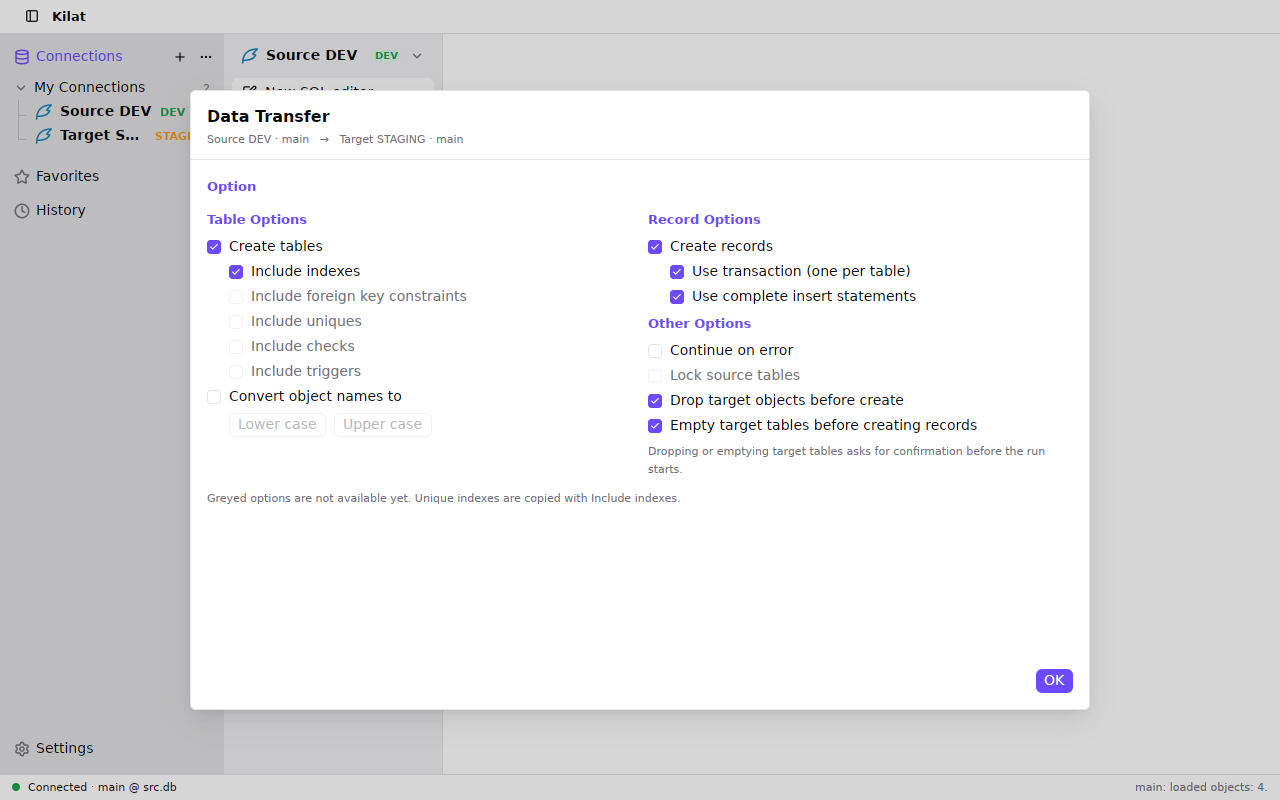 Kilat
Connections
My Connections 2
Source DEV DEV
Target S... STAGI
Favorites
History
Settings
Source DEV DEV
New SQL editor
Data Transfer
Source DEV · main → Target STAGING · main
Option
Table Options
Create tables
Include indexes
Include foreign key constraints
Include uniques
Include checks
Include triggers
Convert object names to
Lower case Upper case
Record Options
Create records
Use transaction (one per table)
Use complete insert statements
Other Options
Continue on error
Lock source tables
Drop target objects before create
Empty target tables before creating records
Dropping or emptying target tables asks for confirmation before the run
starts.
Greyed options are not available yet. Unique indexes are copied with Include indexes.
OK
Connected · main @ src.db
main: loaded objects: 4.